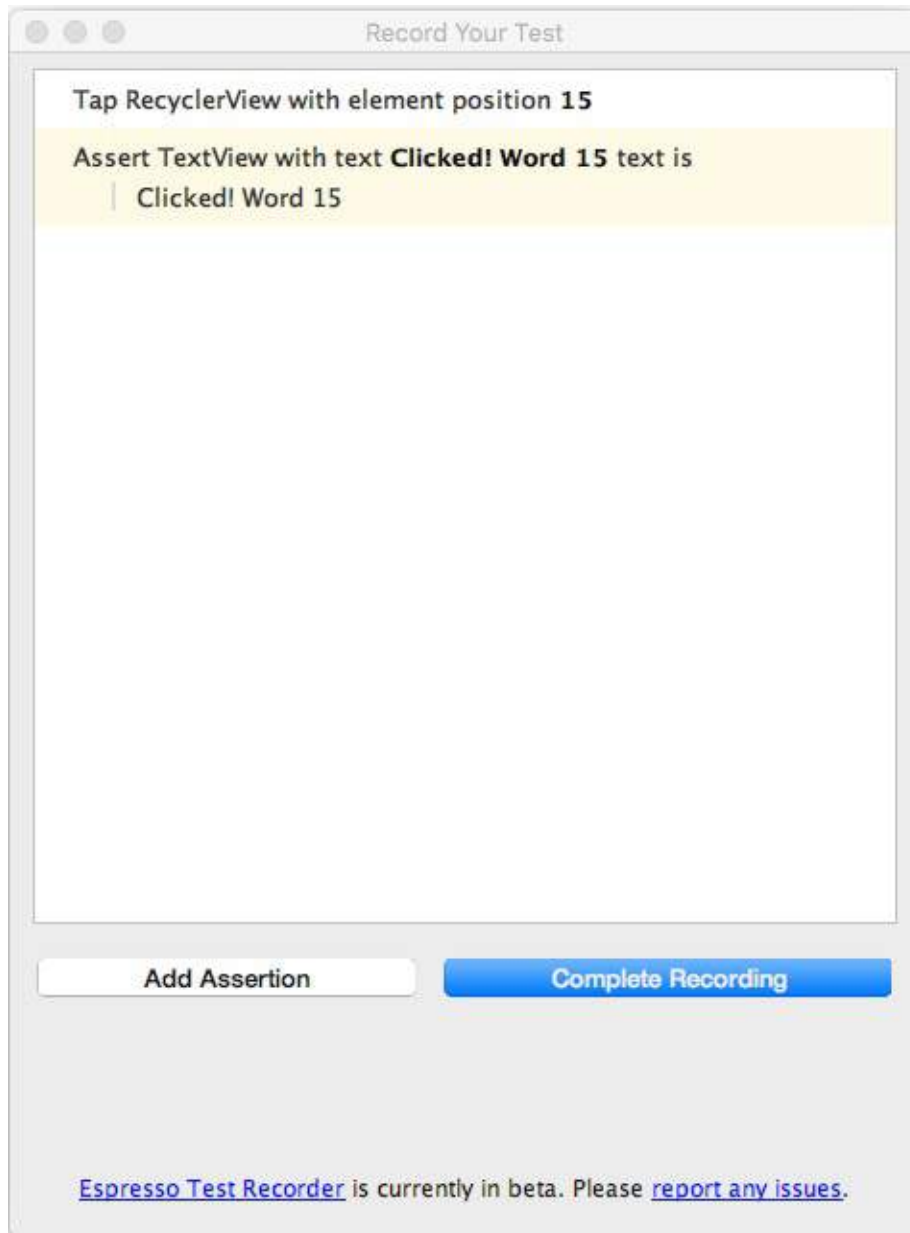 Record Your Test
Tap RecyclerView with element position 15
Assert TextView with text Clicked! Word 15 text is
Clicked! Word 15
Add Assertion
Complete Recording
Espresso Test Recorder is currently in beta. Please report any issues.